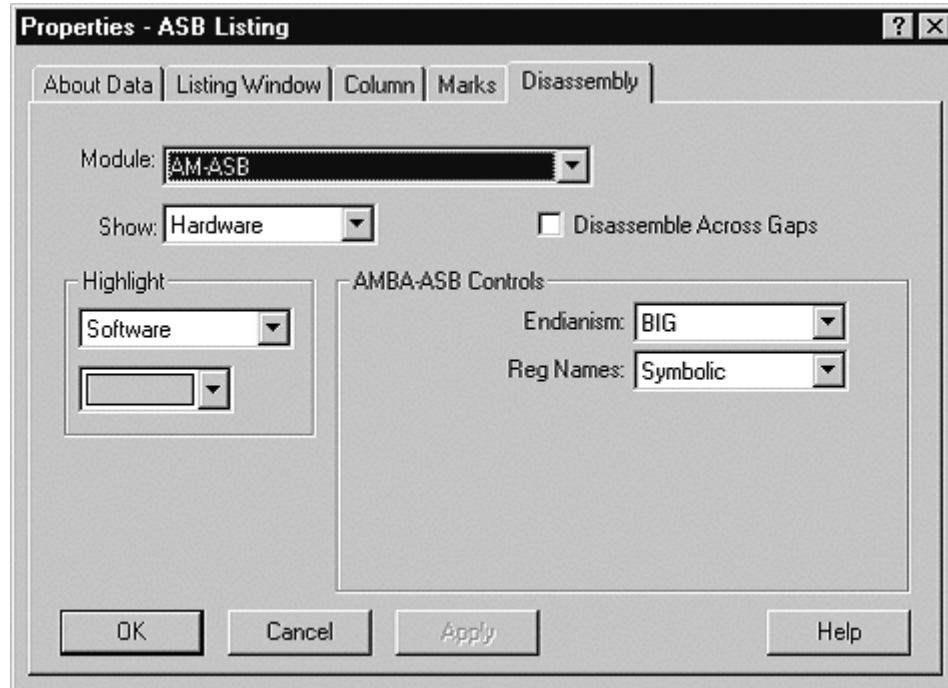 Properties - ASB Listing
About Data Listing Window Column Marks Disassembly
Module: AM-ASB
Show: Hardware Disassemble Across Gaps
Highlight AMBA-ASB Controls
Software Endianism: BIG
Reg Names: Symbolic
OK Cancel Apply Help